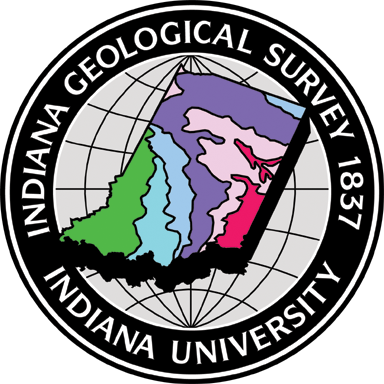 INDIANA GEOLOGICAL SURVEY 1837
INDIANA UNIVERSITY